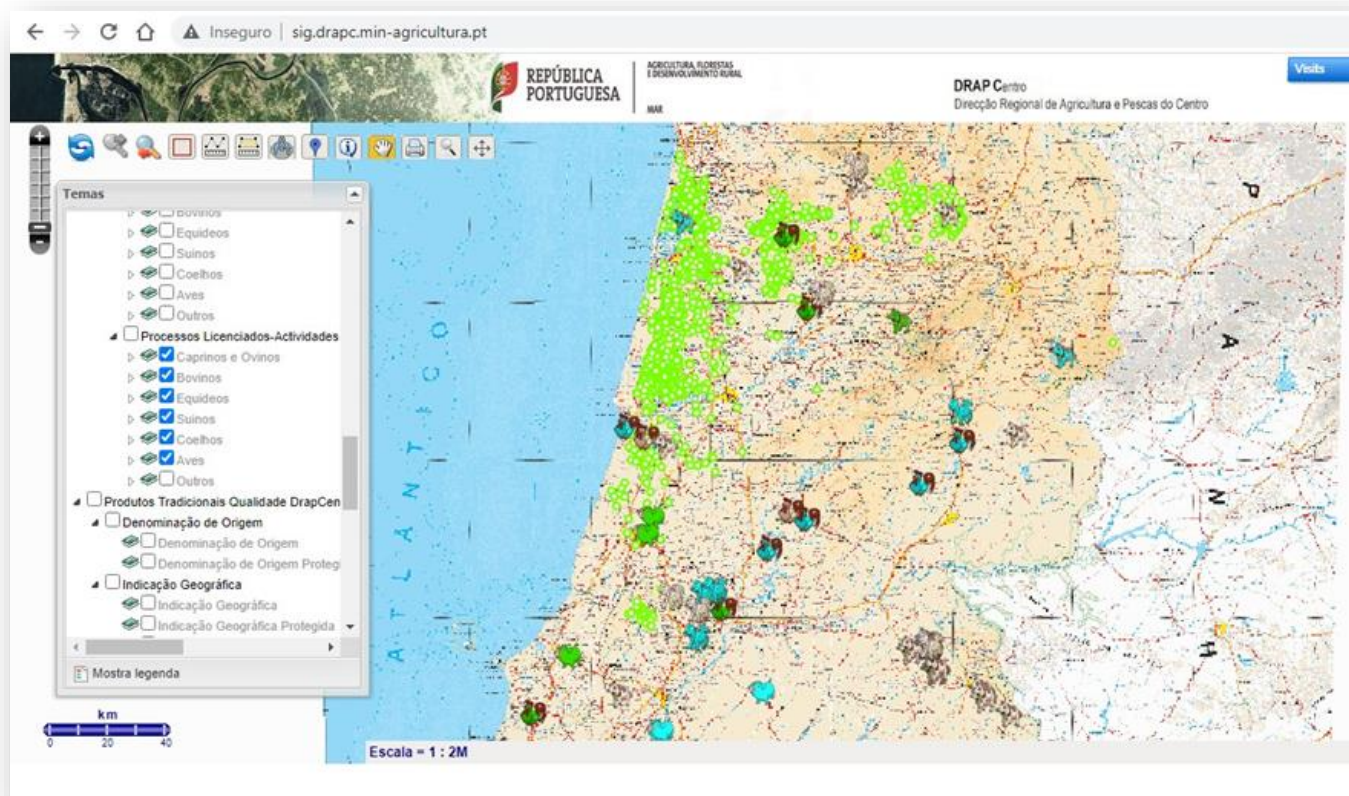 Inseguro | sig.drapc.min-agricultura.pt
REPÚBLICA
PORTUGUESA
AGRICULTURA, FLORESTAS
E DESENVOLVIMENTO RURAL
MAR
DRAP Centro
Direcção Regional de Agricultura e Pescas do Centro
Visits
Temas
Bovinos
Equideos
Suinos
Coelhos
Aves
Outros
Processos Licenciados-Actividades
Caprinos e Ovinos
Bovinos
Equideos
Suinos
Coelhos
Aves
Outros
Produtos Tradicionais Qualidade DrapCen
Denominação de Origem
Denominação de Origem
Denominação de Origem Proteg
Indicação Geográfica
Indicação Geográfica
Indicação Geográfica Protegida
Mostra legenda
km
0 20 40
Escala = 1 : 2M
A T L Â N T I C O
P
A
N
H